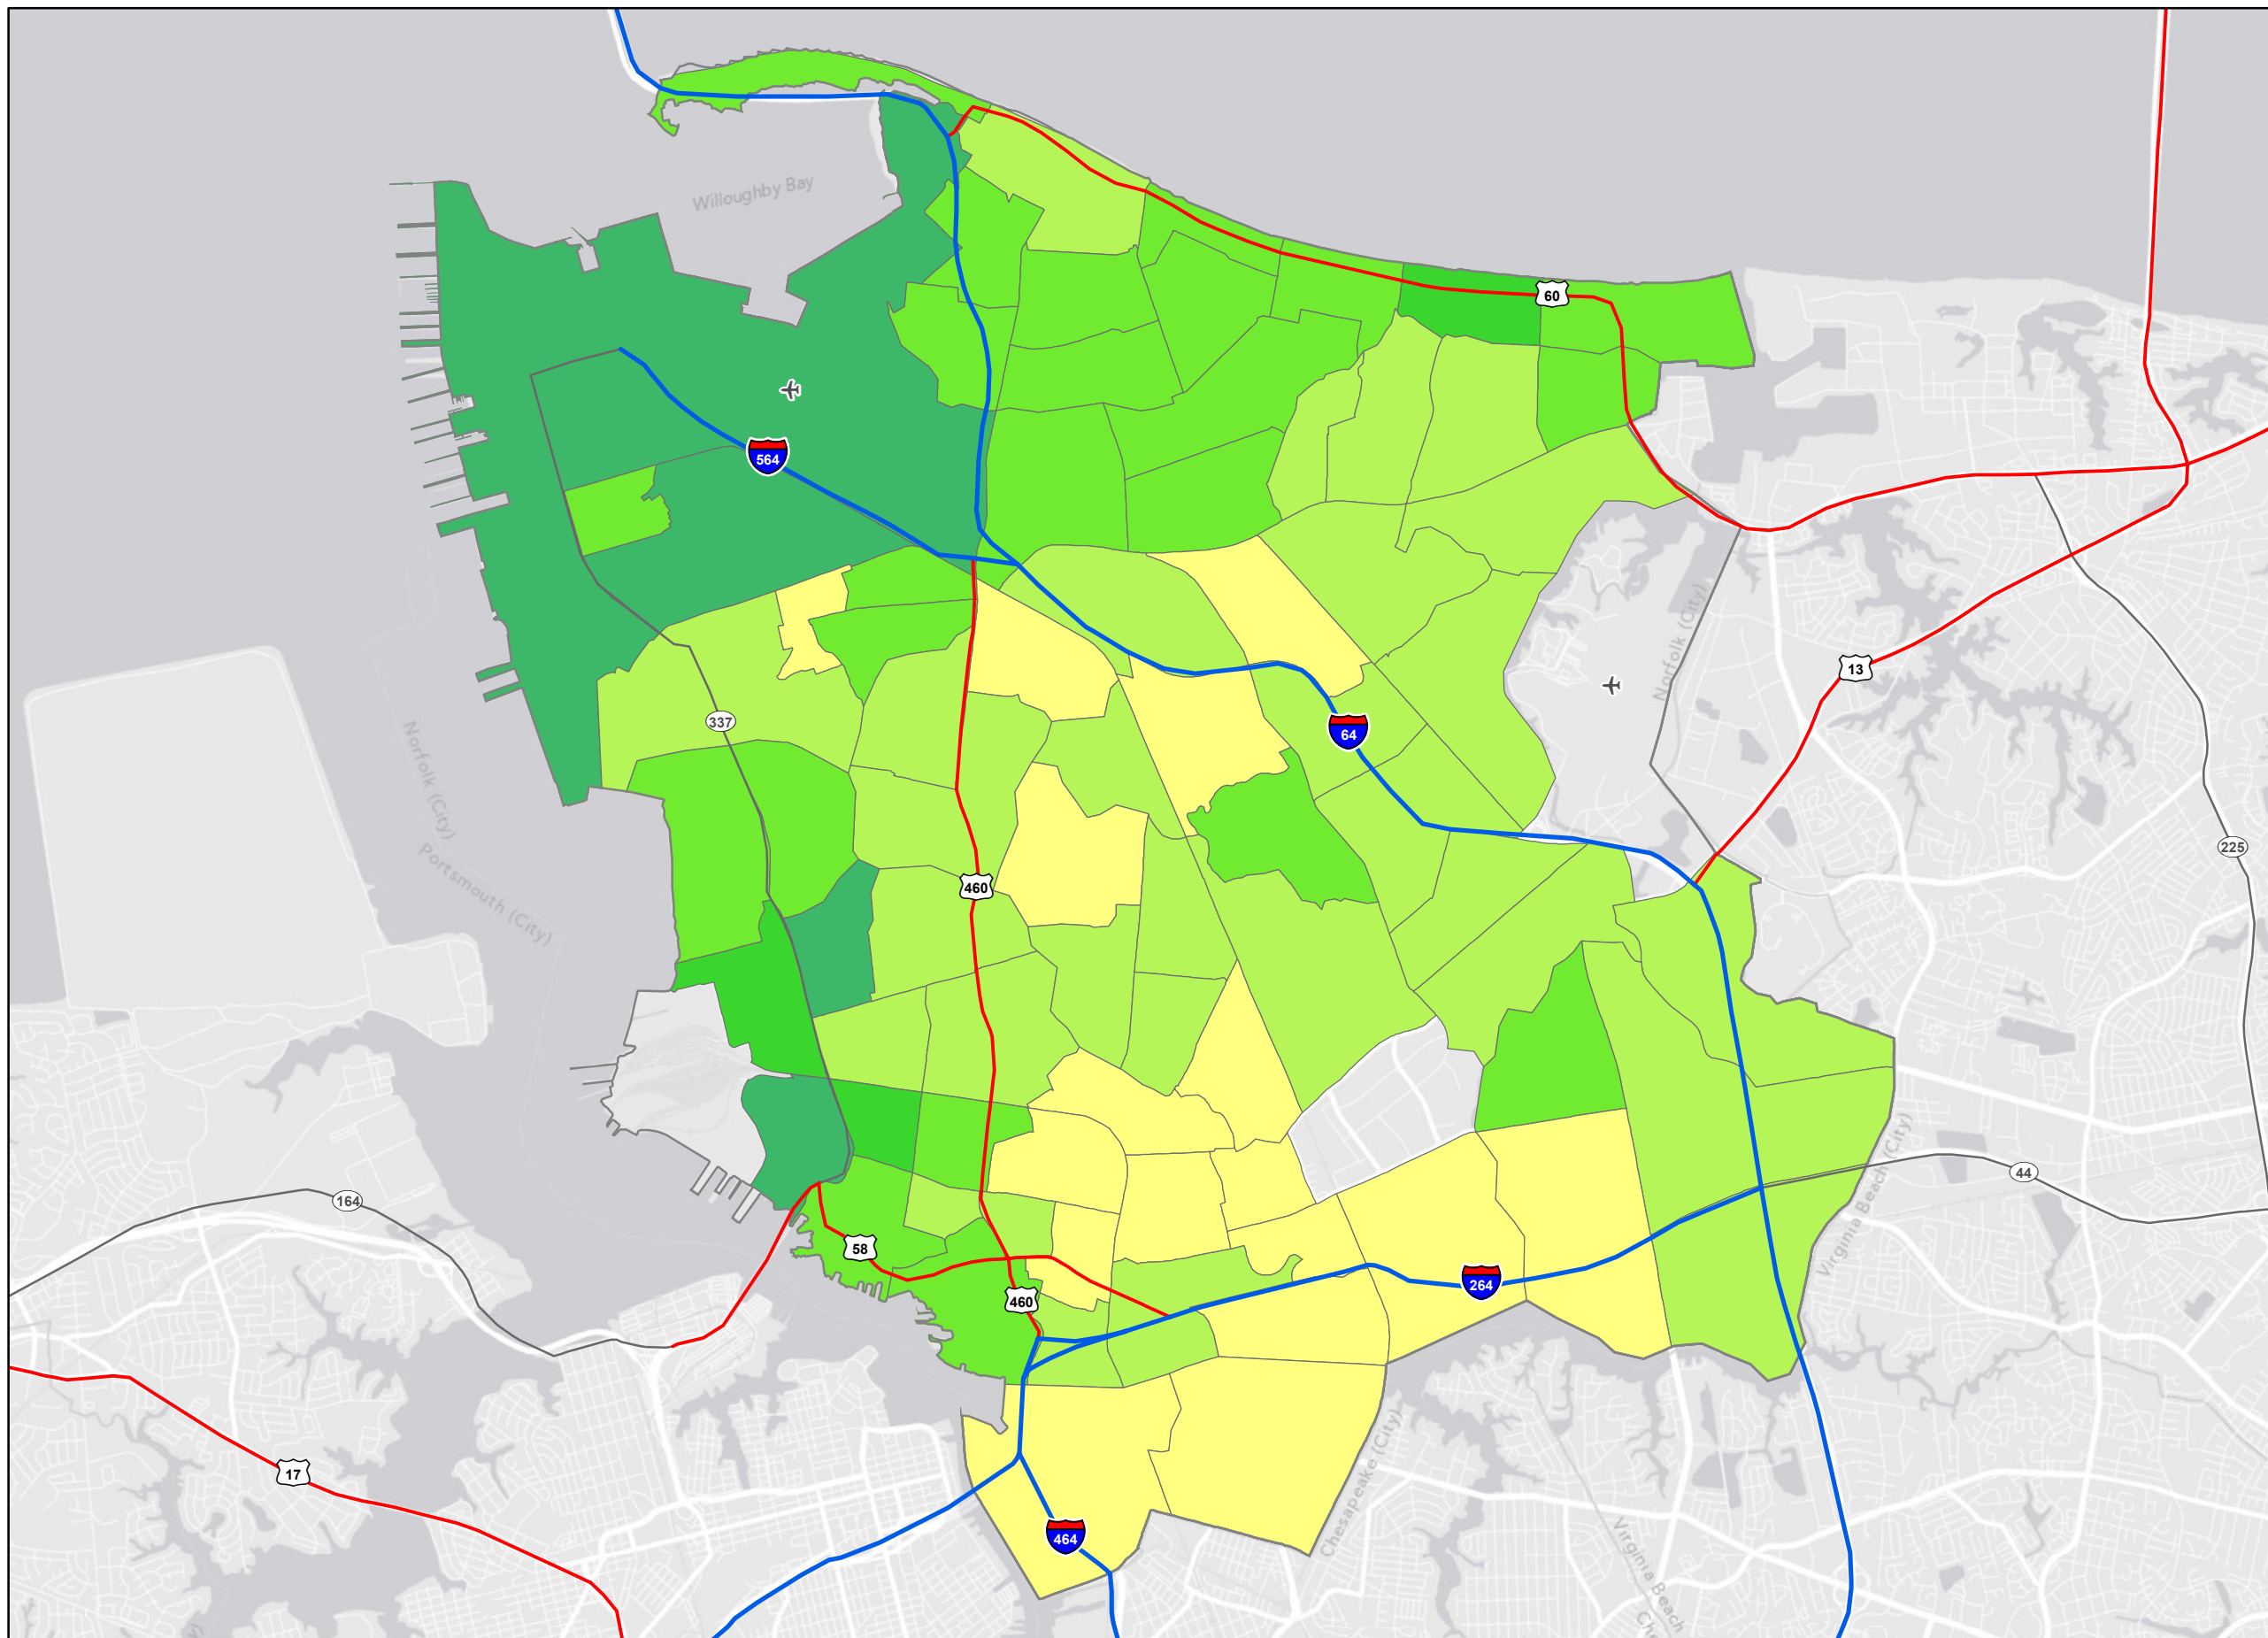 Willoughby Bay
60
564
Norfolk (City)
13
337
64
Norfolk (City)
Portsmouth (City)
225
460
Virginia Beach (City)
44
164
58
264
460
Chesapeake (City)
17
464
Virginia Beach